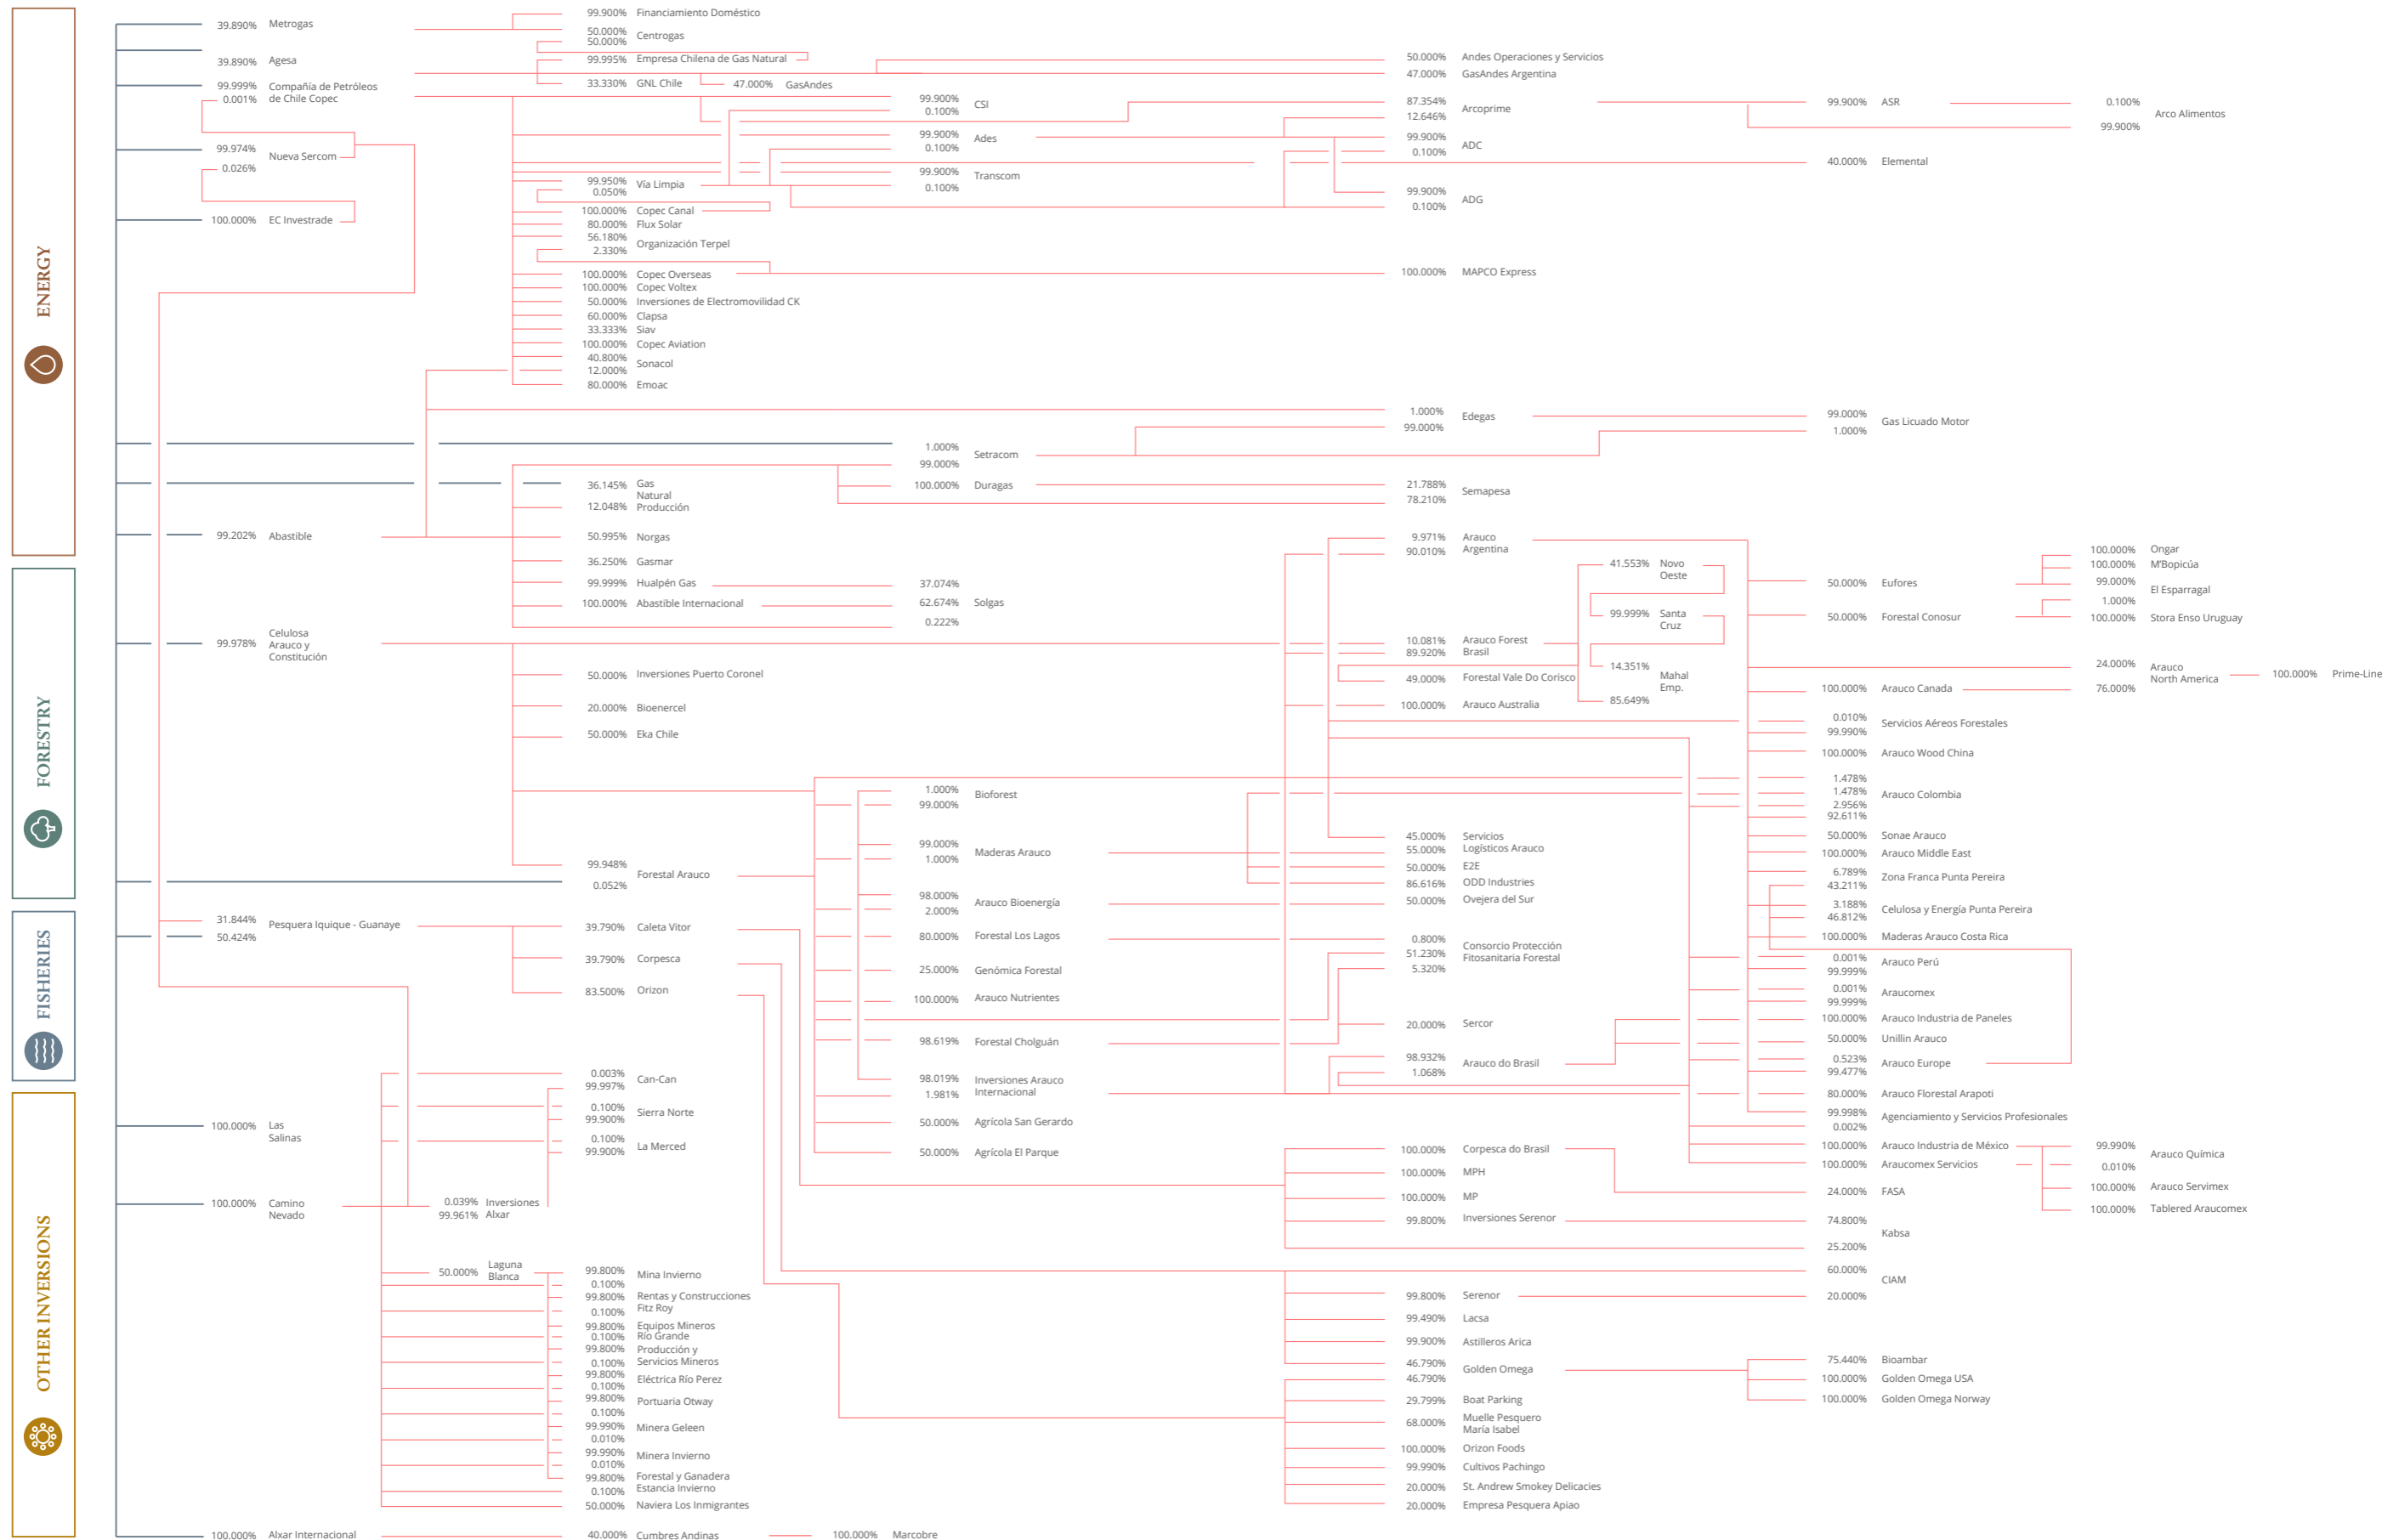 ENERGY
FORESTRY
FISHERIES
OTHER INVERSIONS
39.890% Metrogas
39.890% Agesa
99.999% Compañía de Petróleos
0.001% de Chile Copec
99.974%
Nueva Sercom
0.026%
100.000% EC Investrade
99.202% Abastible
99.978% Celulosa
Arauco y
Constitución
31.844% Pesquera Iquique - Guanaye
50.424%
100.000% Las
Salinas
100.000% Camino
Nevado
100.000% Alxar Internacional
99.900% Financiamiento Doméstico
50.000% Centrogas
50.000%
99.995% Empresa Chilena de Gas Natural
33.330% GNL Chile
47.000% GasAndes
99.950% Vía Limpia
0.050%
100.000% Copec Canal
80.000% Flux Solar
56.180% Organización Terpel
2.330%
100.000% Copec Overseas
100.000% Copec Voltex
50.000% Inversiones de Electromovilidad CK
60.000% Clapsa
33.333% Siav
100.000% Copec Aviation
40.800% Sonacol
12.000%
80.000% Emoac
36.145% Gas
Natural
12.048% Producción
50.995% Norgas
36.250% Gasmar
99.999% Hualpén Gas
100.000% Abastible Internacional
50.000% Inversiones Puerto Coronel
20.000% Bioenercel
50.000% Eka Chile
99.948% Forestal Arauco
0.052%
39.790% Caleta Vitor
39.790% Corpesca
83.500% Orizon
0.003% Can-Can
99.997%
0.100% Sierra Norte
99.900%
0.100% La Merced
99.900%
0.039% Inversiones
99.961% Alxar
50.000% Laguna
Blanca
99.800% Mina Invierno
0.100%
99.800% Rentas y Construcciones
0.100% Fitz Roy
99.800% Equipos Mineros
0.100% Río Grande
99.800% Producción y
0.100% Servicios Mineros
99.800% Eléctrica Río Perez
0.100%
99.800% Portuaria Otway
0.100%
99.990% Minera Geleen
0.010%
99.990% Minera Invierno
0.010%
99.800% Forestal y Ganadera
0.100% Estancia Invierno
50.000% Naviera Los Inmigrantes
40.000% Cumbres Andinas
100.000% Marcobre
99.900% CSI
0.100%
99.900% Ades
0.100%
99.900% Transcom
0.100%
1.000% Setracom
99.000%
100.000% Duragas
37.074%
62.674% Solgas
0.222%
1.000% Bioforest
99.000%
99.000% Maderas Arauco
1.000%
98.000% Arauco Bioenergía
2.000%
80.000% Forestal Los Lagos
25.000% Genómica Forestal
100.000% Arauco Nutrientes
98.619% Forestal Cholguán
98.019% Inversiones Arauco
1.981% Internacional
50.000% Agrícola San Gerardo
50.000% Agrícola El Parque
50.000% Andes Operaciones y Servicios
47.000% GasAndes Argentina
87.354% Arcoprime
12.646%
99.900% ADC
0.100%
99.900% ADG
0.100%
100.000% MAPCO Express
1.000% Edegas
99.000%
21.788% Semapesa
78.210%
9.971% Arauco
90.010% Argentina
10.081% Arauco Forest
89.920% Brasil
49.000% Forestal Vale Do Corisco
100.000% Arauco Australia
41.553% Novo
Oeste
99.999% Santa
Cruz
14.351% Mahal
Emp.
85.649%
45.000% Servicios
55.000% Logísticos Arauco
50.000% E2E
86.616% ODD Industries
50.000% Ovejera del Sur
0.800% Consorcio Protección
51.230% Fitosanitaria Forestal
5.320%
20.000% Sercor
98.932% Arauco do Brasil
1.068%
100.000% Corpesca do Brasil
100.000% MPH
100.000% MP
99.800% Inversiones Serenor
99.800% Serenor
99.490% Lacsa
99.900% Astilleros Arica
46.790% Golden Omega
46.790%
29.799% Boat Parking
68.000% Muelle Pesquero
María Isabel
100.000% Orizon Foods
99.990% Cultivos Pachingo
20.000% St. Andrew Smokey Delicacies
20.000% Empresa Pesquera Apiao
99.900% ASR
40.000% Elemental
99.000% Gas Licuado Motor
1.000%
50.000% Eufores
50.000% Forestal Conosur
100.000% Arauco Canada
0.010% Servicios Aéreos Forestales
99.990%
100.000% Arauco Wood China
1.478%
1.478% Arauco Colombia
2.956%
92.611%
50.000% Sonae Arauco
100.000% Arauco Middle East
6.789% Zona Franca Punta Pereira
43.211%
3.188% Celulosa y Energía Punta Pereira
46.812%
100.000% Maderas Arauco Costa Rica
0.001% Arauco Perú
99.999%
0.001% Araucomex
99.999%
100.000% Arauco Industria de Paneles
50.000% Unillin Arauco
0.523% Arauco Europe
99.477%
80.000% Arauco Florestal Arapoti
99.998% Agenciamiento y Servicios Profesionales
0.002%
100.000% Arauco Industria de México
100.000% Araucomex Servicios
24.000% FASA
74.800%
Kabsa
25.200%
60.000%
CIAM
20.000%
75.440% Bioambar
100.000% Golden Omega USA
100.000% Golden Omega Norway
0.100%
Arco Alimentos
99.900%
100.000% Ongar
100.000% M'Bopicúa
99.000% El Esparragal
1.000%
100.000% Stora Enso Uruguay
24.000% Arauco
North America
76.000%
100.000% Prime-Line
99.990% Arauco Química
0.010%
100.000% Arauco Servimex
100.000% Tablered Araucomex